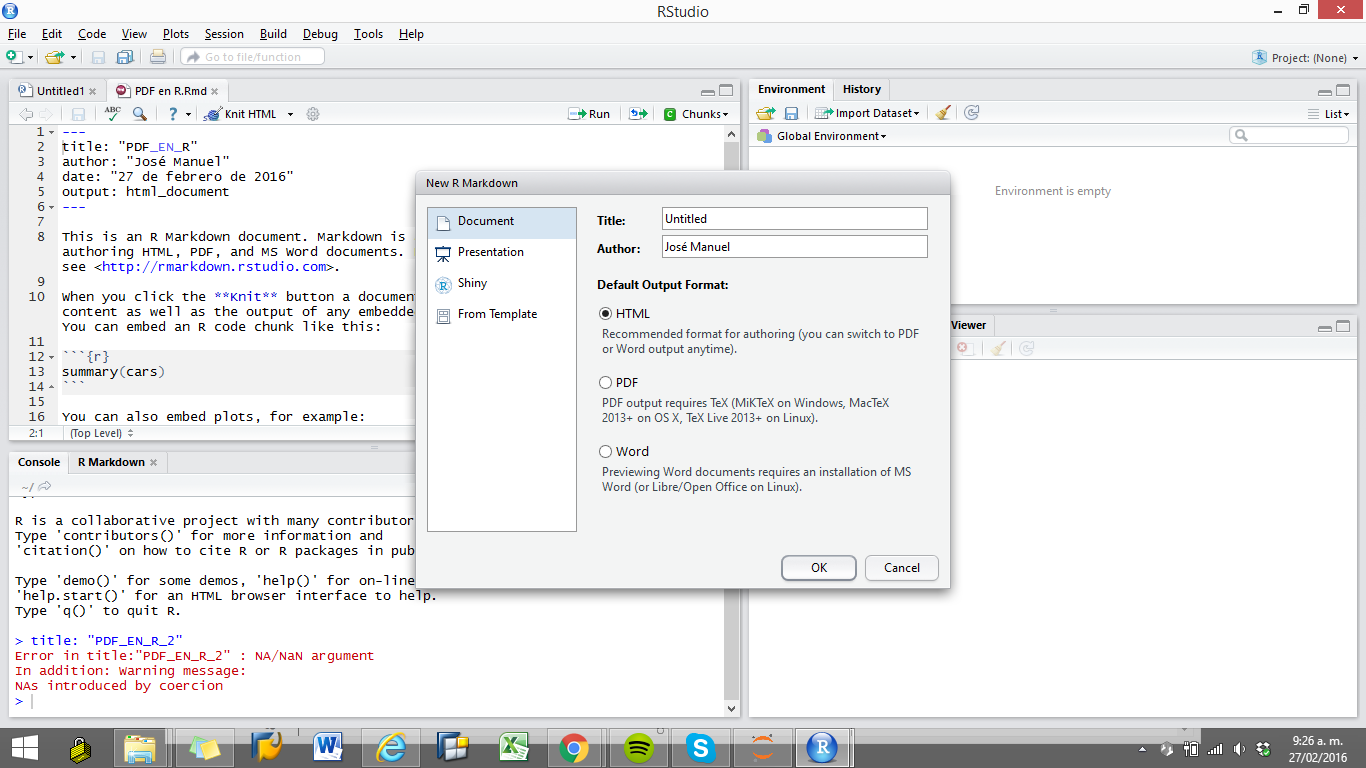 RStudio
File Edit Code View Plots Session Build Debug Tools Help
Go to file/function
Project: (None)
Untitled1
PDF en R.Rmd
ABC
Knit HTML
Run
Chunks
1 ---
2 title: "PDF_EN_R"
3 author: "José Manuel"
4 date: "27 de febrero de 2016"
5 output: html_document
6 ---
7
8 This is an R Markdown document. Markdown is
authoring HTML, PDF, and MS Word documents.
see <http://rmarkdown.rstudio.com>.
9
10 When you click the **Knit** button a documen
content as well as the output of any embedde
You can embed an R code chunk like this:
11
12 ```{r}
13 summary(cars)
14 ```
15
16 You can also embed plots, for example:
2:1 (Top Level)
Console R Markdown
~/
R is a collaborative project with many contributor
Type 'contributors()' for more information and
'citation()' on how to cite R or R packages in pub
Type 'demo()' for some demos, 'help()' for on-line
'help.start()' for an HTML browser interface to help.
Type 'q()' to quit R.
> title: "PDF_EN_R_2"
Error in title:"PDF_EN_R_2" : NA/NaN argument
In addition: Warning message:
NAs introduced by coercion
>
New R Markdown
Document
Presentation
Shiny
From Template
Title: Untitled
Author: José Manuel
Default Output Format:
HTML
Recommended format for authoring (you can switch to PDF
or Word output anytime).
PDF
PDF output requires TeX (MiKTeX on Windows, MacTeX
2013+ on OS X, TeX Live 2013+ on Linux).
Word
Previewing Word documents requires an installation of MS
Word (or Libre/Open Office on Linux).
OK Cancel
Environment History
Import Dataset
List
Global Environment
Environment is empty
Viewer
9:26 a. m.
27/02/2016